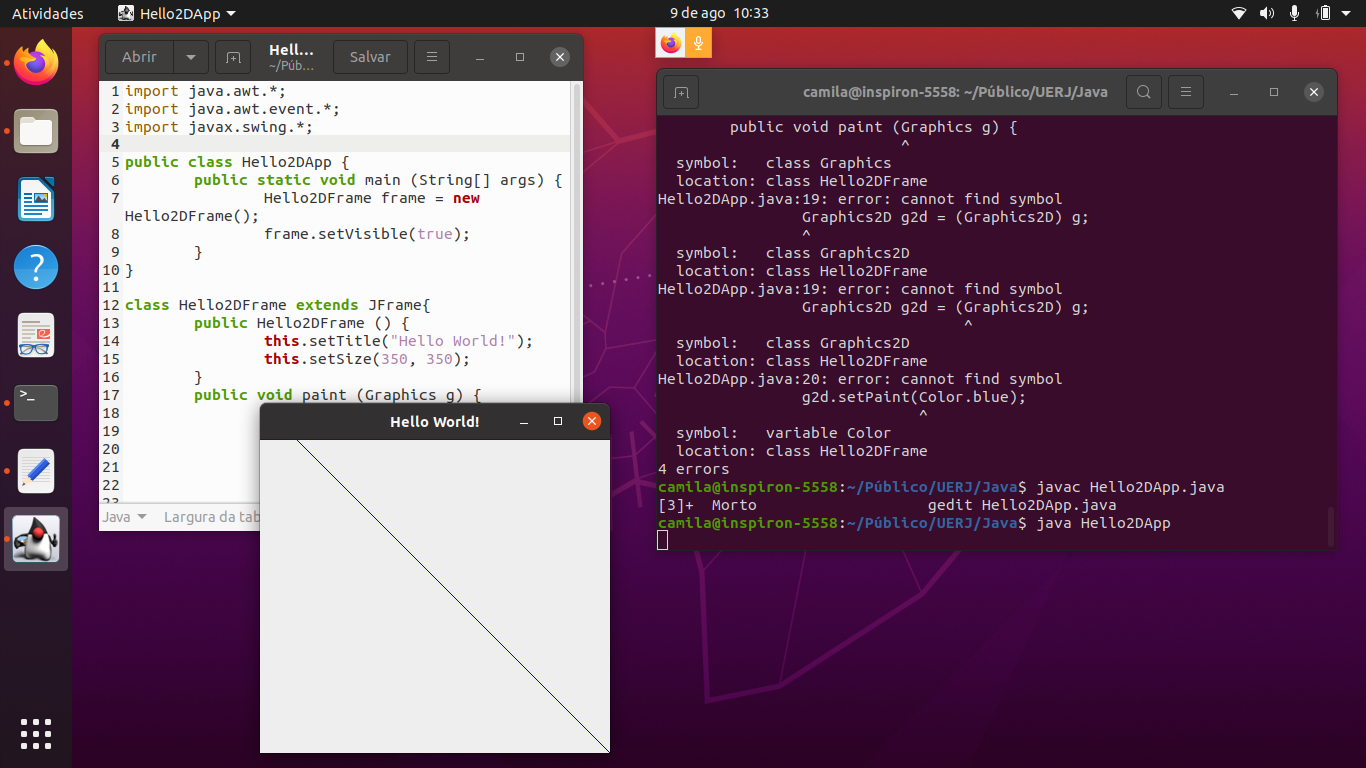 Atividades
Hello2DApp
9 de ago 10:33
Abrir
Hell...
~/Púb...
Salvar
1 import java.awt.*;
2 import java.awt.event.*;
3 import javax.swing.*;
4
5 public class Hello2DApp {
6 public static void main (String[] args) {
7 Hello2DFrame frame = new
Hello2DFrame();
8 frame.setVisible(true);
9 }
10 }
11
12 class Hello2DFrame extends JFrame{
13 public Hello2DFrame () {
14 this.setTitle("Hello World!");
15 this.setSize(350, 350);
16 }
17 public void paint (Graphics g) {
18
19
20
21
22
23
Java
Largura da tab
Hello World!
camila@inspiron-5558: ~/Público/UERJ/Java
public void paint (Graphics g) {
^
symbol: class Graphics
location: class Hello2DFrame
Hello2DApp.java:19: error: cannot find symbol
Graphics2D g2d = (Graphics2D) g;
^
symbol: class Graphics2D
location: class Hello2DFrame
Hello2DApp.java:19: error: cannot find symbol
Graphics2D g2d = (Graphics2D) g;
^
symbol: class Graphics2D
location: class Hello2DFrame
Hello2DApp.java:20: error: cannot find symbol
g2d.setPaint(Color.blue);
^
symbol: variable Color
location: class Hello2DFrame
4 errors
camila@inspiron-5558:~/Público/UERJ/Java$ javac Hello2DApp.java
[3]+ Morto gedit Hello2DApp.java
camila@inspiron-5558:~/Público/UERJ/Java$ java Hello2DApp